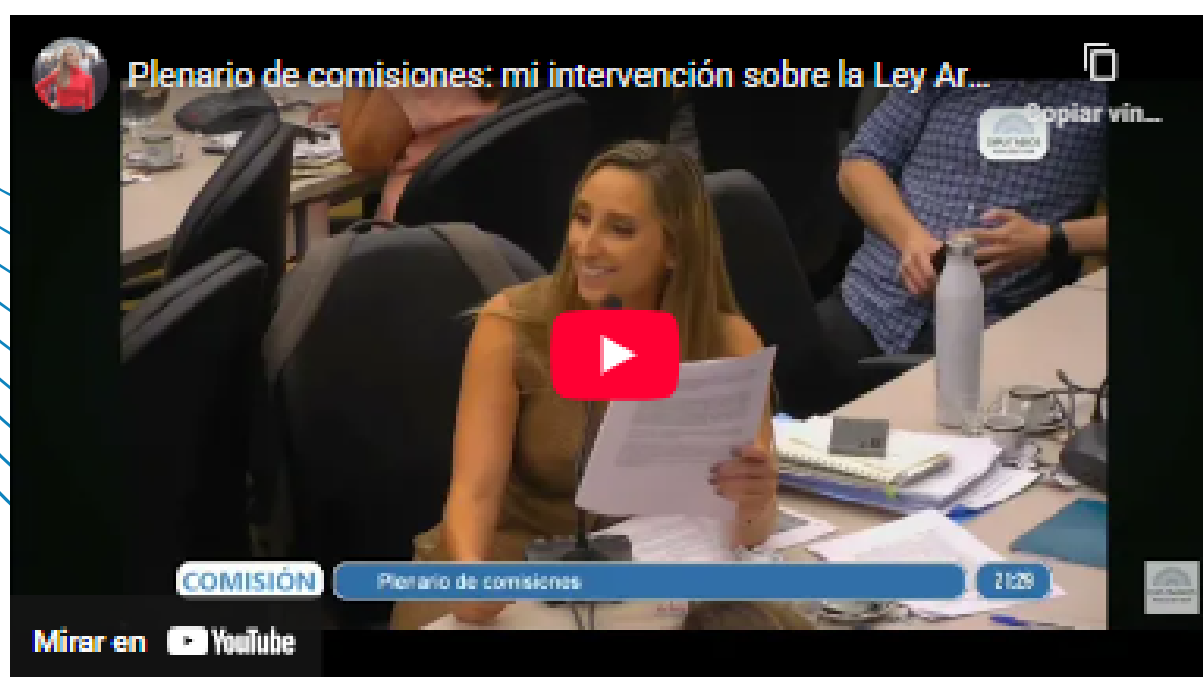 Plenario de comisiones: mi intervención sobre la Ley Ar...
Copiar vín...
DIPUTADOS
COMISIÓN
Plenario de comisiones
21:29
Mirar en YouTube